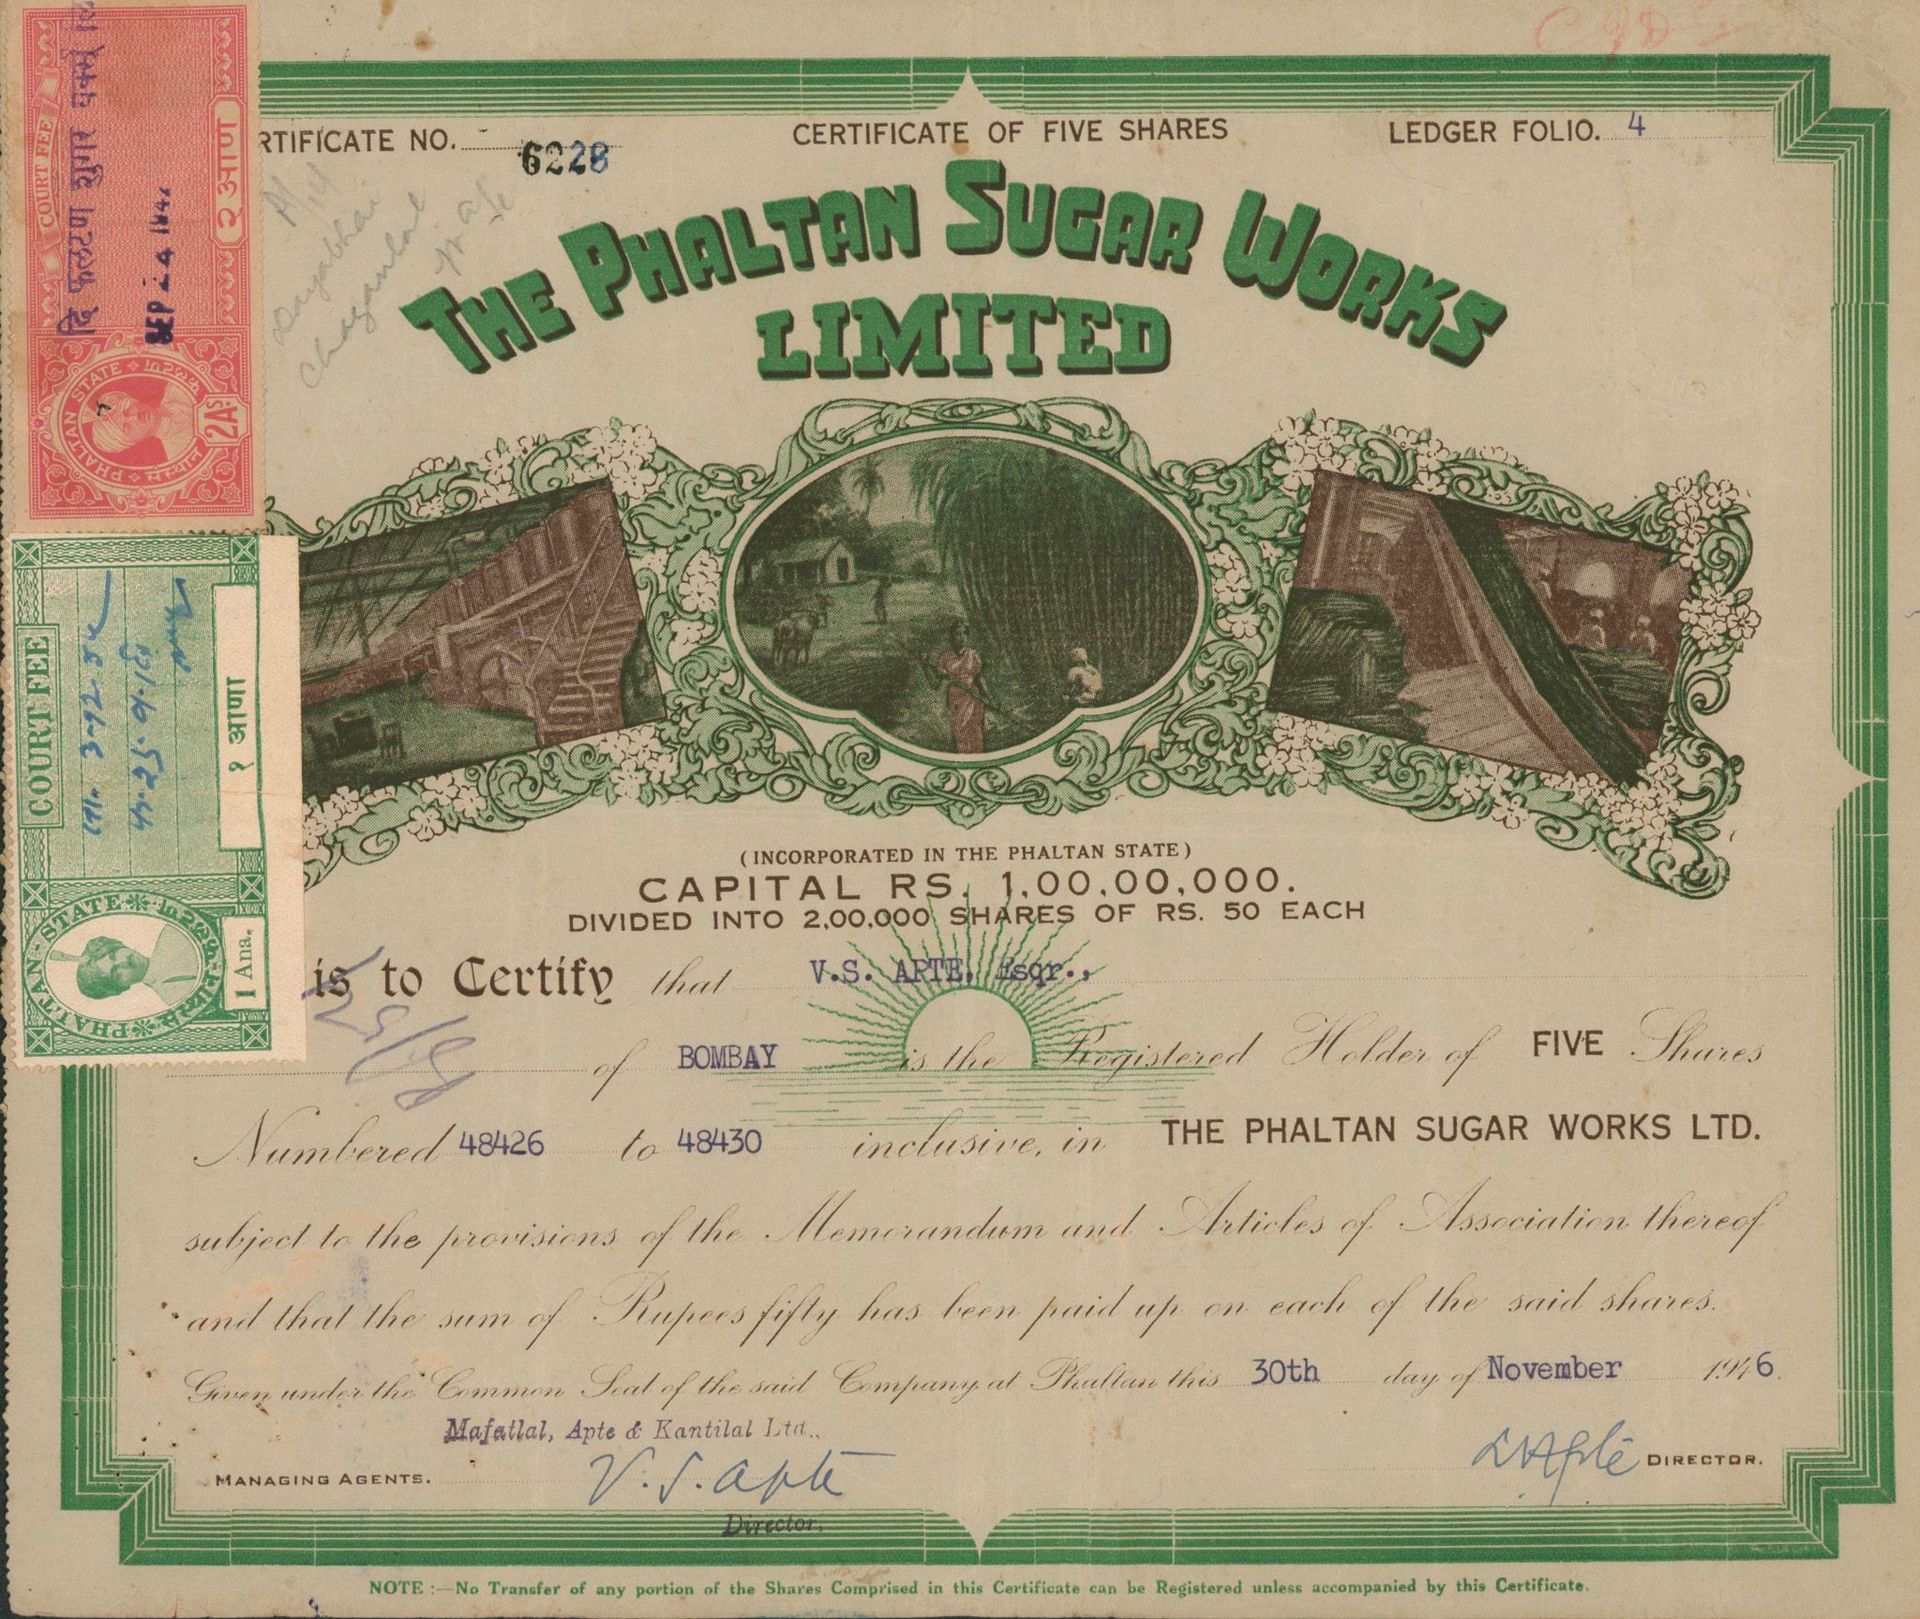 CERTIFICATE OF FIVE SHARES
RTIFICATE NO. 6228
LEDGER FOLIO. 4
THE PHALTAN SUGAR WORKS
LIMITED
Dayabhai
Chaganlal
COURT FEE
२ आणा
SEP
PHALTAN STATE
2 As.
COURT FEE
१ आणा
PHALTAN-STATE
1 Ana.
(INCORPORATED IN THE PHALTAN STATE)
CAPITAL RS. 1,00,00,000.
DIVIDED INTO 2,00,000 SHARES OF RS. 50 EACH
is to Certify that V.S. APTE, Esqr.,
of BOMBAY is the Registered Holder of FIVE Shares
Numbered 48426 to 48430 inclusive, in THE PHALTAN SUGAR WORKS LTD.
subject to the provisions of the Memorandum and Articles of Association thereof
and that the sum of Rupees fifty has been paid up on each of the said shares.
Given under the Common Seal of the said Company at Phaltan this 30th day of November 1946.
Mafatlal, Apte & Kantilal Ltd.,
MANAGING AGENTS. V.S. Apte
Director.
DIRECTOR.
NOTE :—No Transfer of any portion of the Shares Comprised in this Certificate can be Registered unless accompanied by this Certificate.